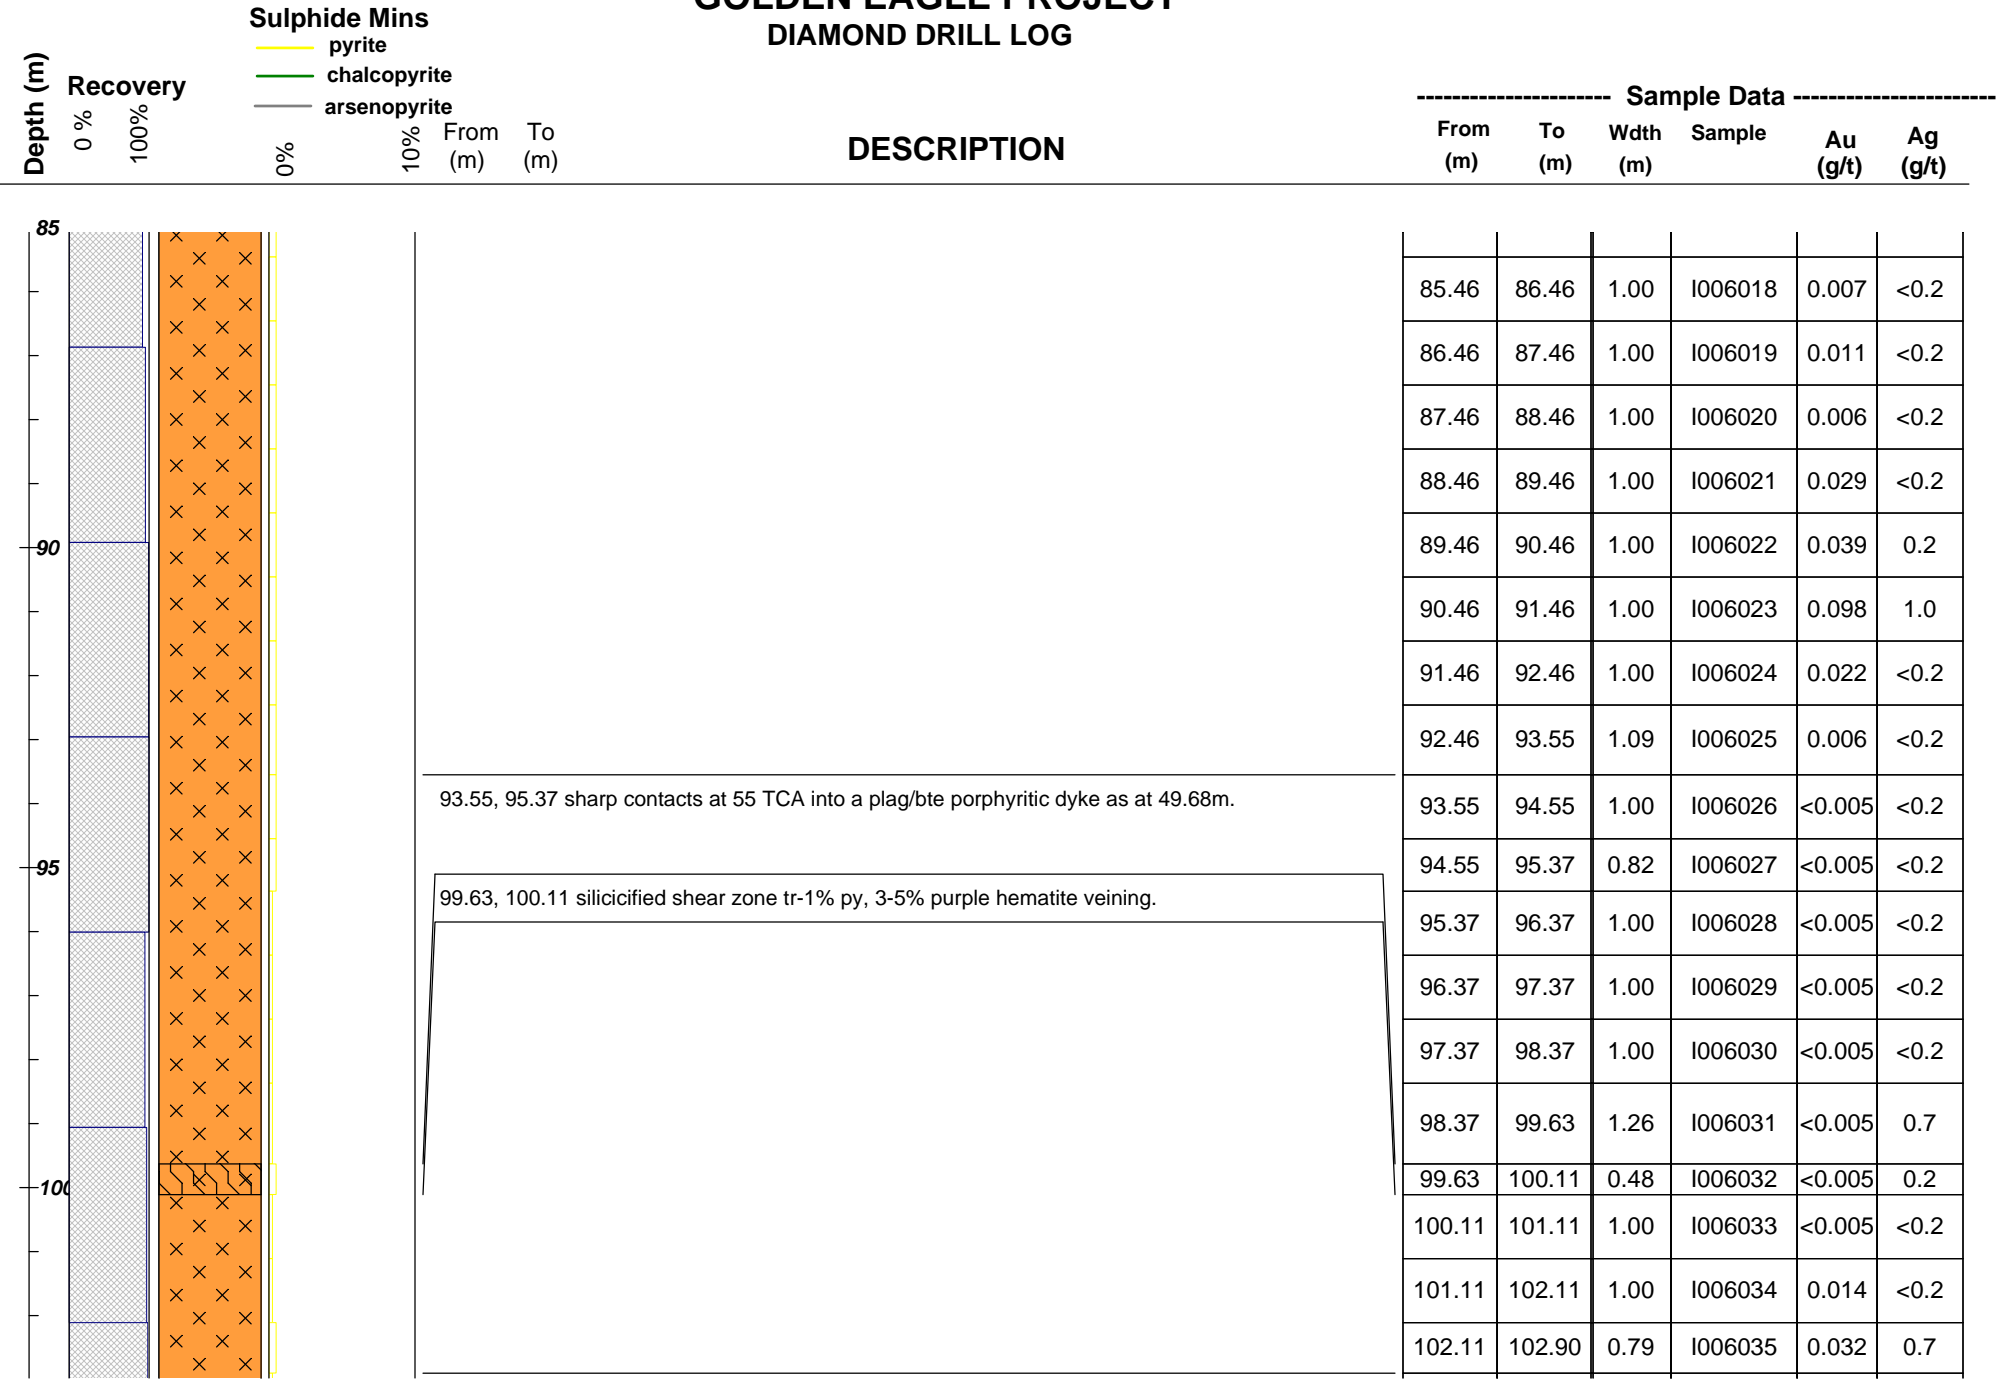 GOLDEN EAGLE PROJECT
DIAMOND DRILL LOG
Sulphide Mins
pyrite
chalcopyrite
arsenopyrite
Depth (m)
Recovery
0 %
100%
0%
10%
From (m)
To (m)
DESCRIPTION
----------------------- Sample Data ------------------------
From (m) To (m) Wdth (m) Sample Au (g/t) Ag (g/t)
85
85.46 86.46 1.00 I006018 0.007 <0.2
86.46 87.46 1.00 I006019 0.011 <0.2
87.46 88.46 1.00 I006020 0.006 <0.2
88.46 89.46 1.00 I006021 0.029 <0.2
90
89.46 90.46 1.00 I006022 0.039 0.2
90.46 91.46 1.00 I006023 0.098 1.0
91.46 92.46 1.00 I006024 0.022 <0.2
92.46 93.55 1.09 I006025 0.006 <0.2
93.55, 95.37 sharp contacts at 55 TCA into a plag/bte porphyritic dyke as at 49.68m.
93.55 94.55 1.00 I006026 <0.005 <0.2
95
94.55 95.37 0.82 I006027 <0.005 <0.2
99.63, 100.11 silicicified shear zone tr-1% py, 3-5% purple hematite veining.
95.37 96.37 1.00 I006028 <0.005 <0.2
96.37 97.37 1.00 I006029 <0.005 <0.2
97.37 98.37 1.00 I006030 <0.005 <0.2
98.37 99.63 1.26 I006031 <0.005 0.7
100
99.63 100.11 0.48 I006032 <0.005 0.2
100.11 101.11 1.00 I006033 <0.005 <0.2
101.11 102.11 1.00 I006034 0.014 <0.2
102.11 102.90 0.79 I006035 0.032 0.7